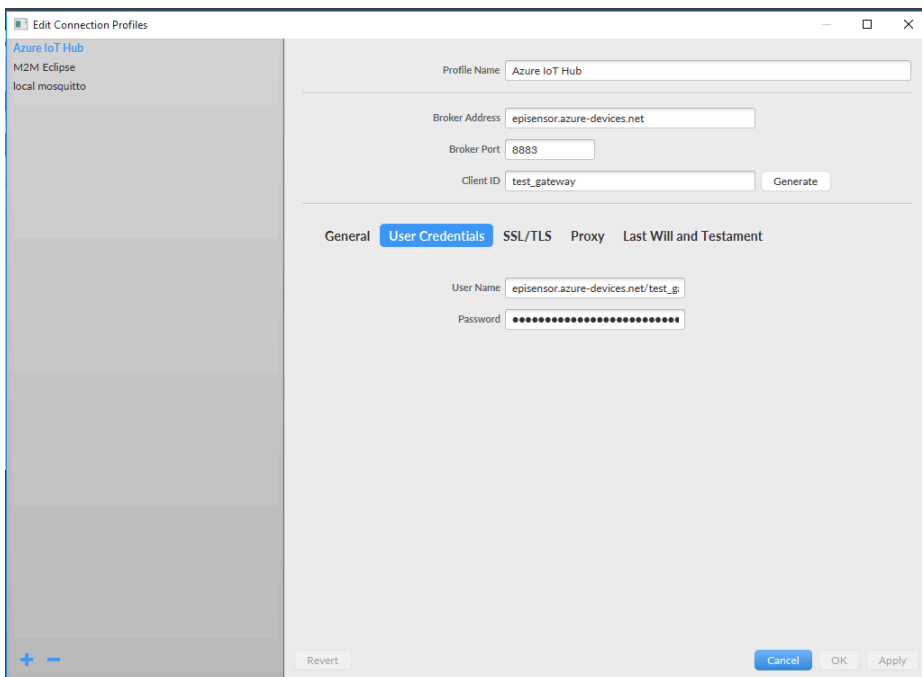 Edit Connection Profiles
Azure IoT Hub
M2M Eclipse
local mosquitto
Profile Name Azure IoT Hub
Broker Address episensor.azure-devices.net
Broker Port 8883
Client ID test_gateway Generate
General User Credentials SSL/TLS Proxy Last Will and Testament
User Name episensor.azure-devices.net/test_g
Password ●●●●●●●●●●●●●●●●●●●●●●●●●●
Revert Cancel OK Apply